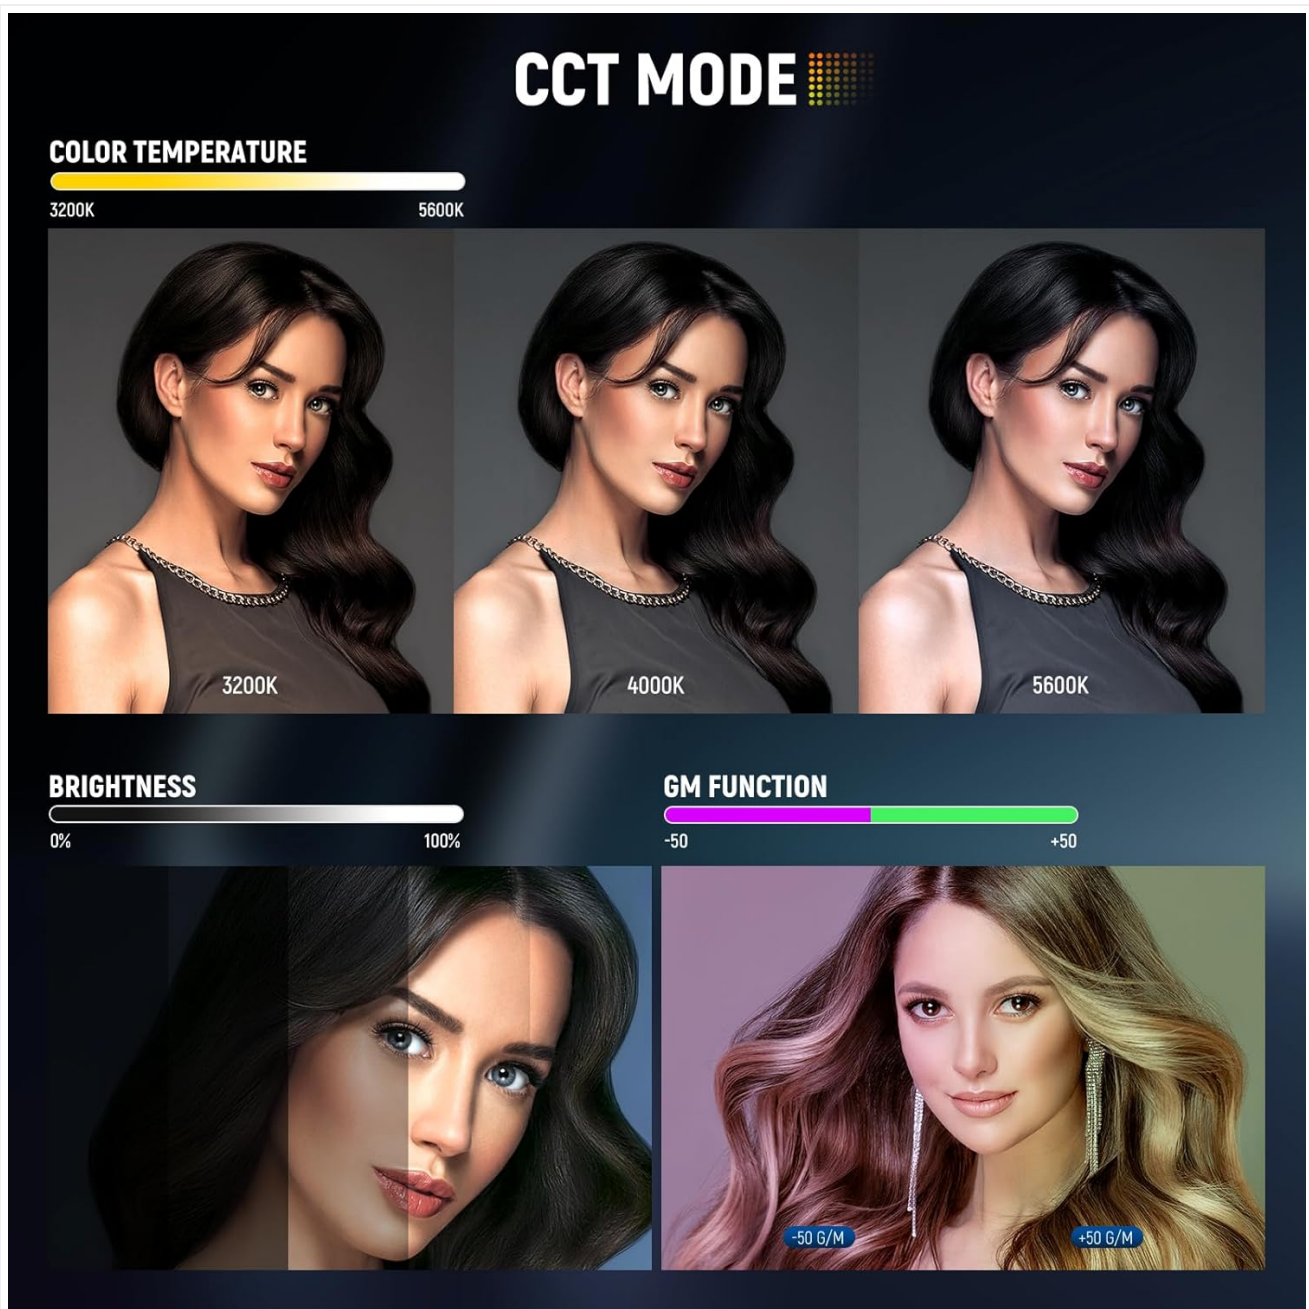 CCT MODE
COLOR TEMPERATURE
3200K 5600K
3200K 4000K 5600K
BRIGHTNESS
0% 100%
GM FUNCTION
-50 +50
-50 G/M +50 G/M